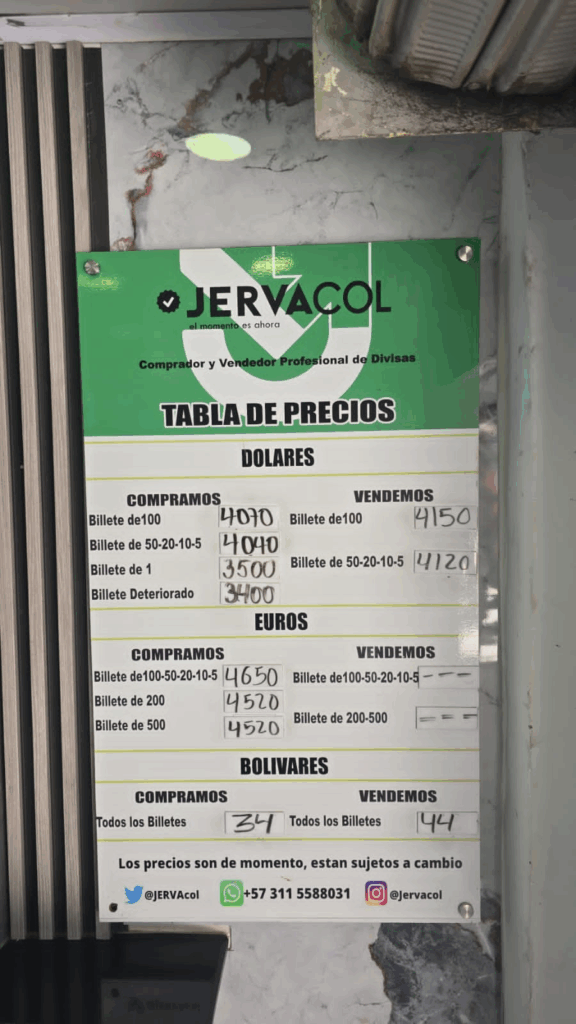 JERVACOL
el momento es ahora
Comprador y Vendedor Profesional de Divisas
TABLA DE PRECIOS
DOLARES
COMPRAMOS VENDEMOS
Billete de100 4070 Billete de100 4150
Billete de 50-20-10-5 4040
Billete de 50-20-10-5 4120
Billete de 1 3500
Billete Deteriorado 3400
EUROS
COMPRAMOS VENDEMOS
Billete de100-50-20-10-5 4650 Billete de100-50-20-10-5 ---
Billete de 200 4520
Billete de 200-500 ---
Billete de 500 4520
BOLIVARES
COMPRAMOS VENDEMOS
Todos los Billetes 34 Todos los Billetes 44
Los precios son de momento, estan sujetos a cambio
@JERVAcol +57 311 5588031 @Jervacol